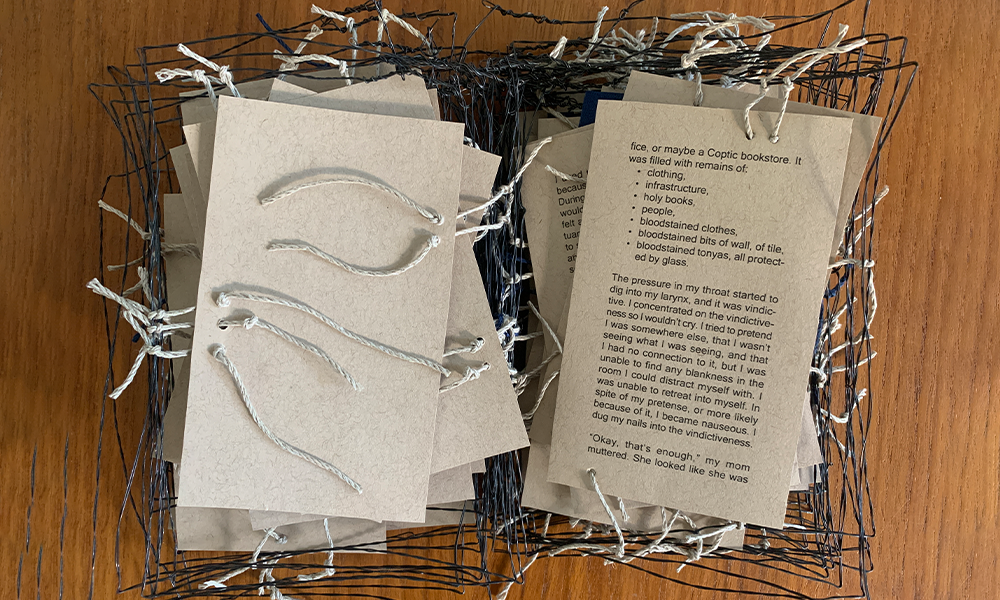 becaus
During
would
felt a
tuar
to
fice, or maybe a Coptic bookstore. It
was filled with remains of;
• clothing,
• infrastructure,
• holy books,
• people,
• bloodstained clothes,
• bloodstained bits of wall, of tile,
• bloodstained tonyas, all protect-
ed by glass.
The pressure in my throat started to
dig into my larynx, and it was vindic-
tive. I concentrated on the vindictive-
ness so I wouldn't cry. I tried to pretend
I was somewhere else, that I wasn't
seeing what I was seeing, and that
I had no connection to it, but I was
unable to find any blankness in the
room I could distract myself with. I
was unable to retreat into myself. In
spite of my pretense, or more likely
because of it, I became nauseous. I
dug my nails into the vindictiveness.
"Okay, that's enough," my mom
muttered. She looked like she was